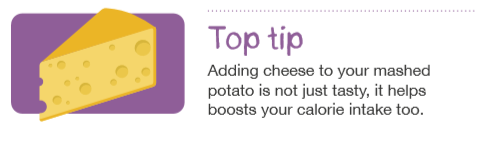 Top tip
Adding cheese to your mashed
potato is not just tasty, it helps
boosts your calorie intake too.